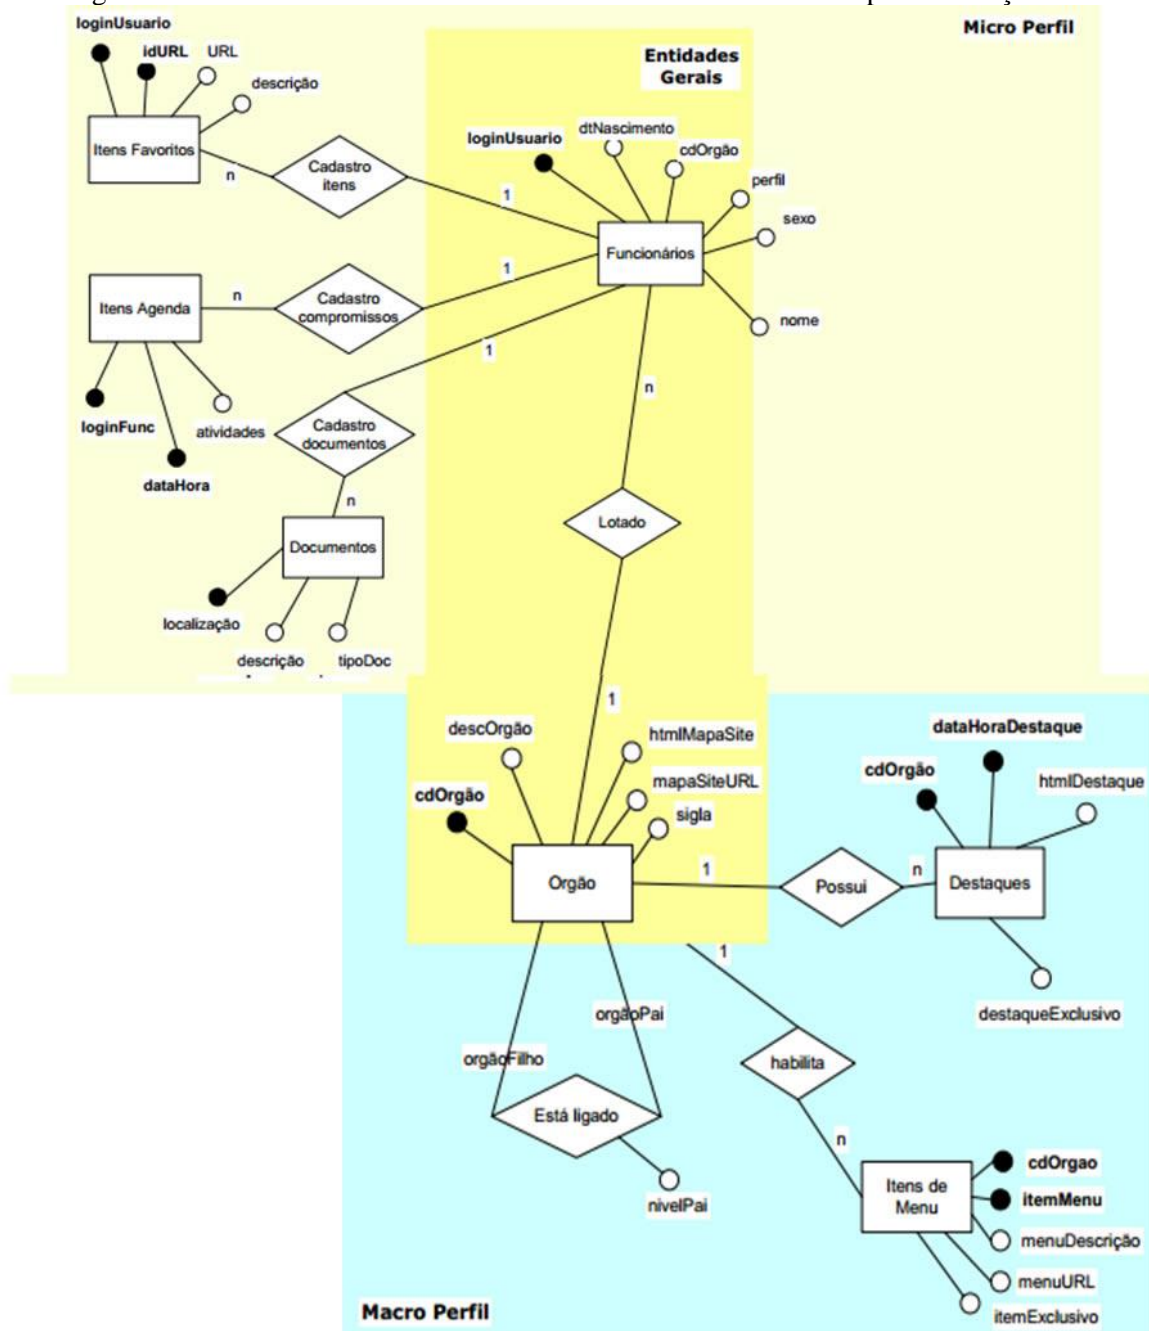 loginUsuario
idURL
URL
descrição
Itens Favoritos
n
Cadastro
itens
1
Micro Perfil
Entidades
Gerais
loginUsuario
dtNascimento
cdOrgão
perfil
sexo
Funcionários
nome
Itens Agenda
n
Cadastro
compromissos
1
loginFunc
atividades
dataHora
1
Cadastro
documentos
n
Documentos
localização
descrição
tipoDoc
n
Lotado
1
descOrgão
htmlMapaSite
mapaSiteURL
cdOrgão
sigla
Orgão
1
Possui
n
Destaques
dataHoraDestaque
cdOrgão
htmlDestaque
destaqueExclusivo
orgãoPai
orgãoFilho
Está ligado
nivelPai
1
habilita
n
Itens de
Menu
cdOrgao
itemMenu
menuDescrição
menuURL
itemExclusivo
Macro Perfil